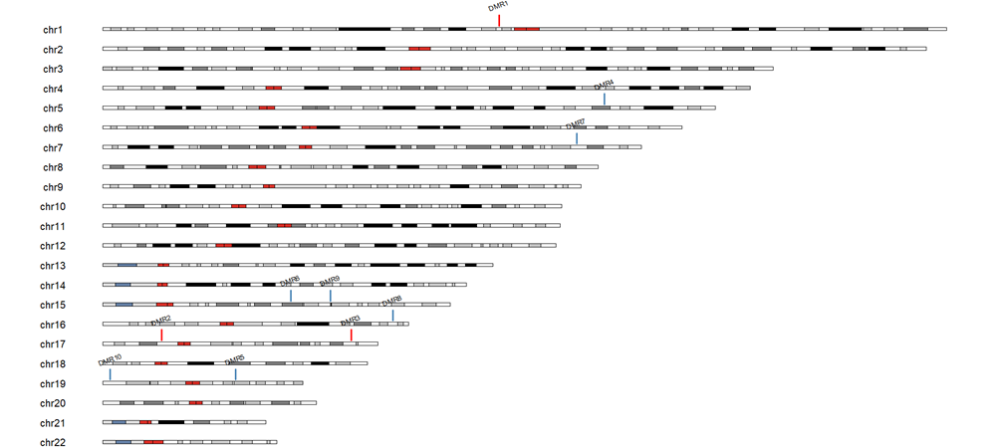 DMR1
chr1
chr2
chr3
chr4
DMR4
chr5
chr6
DMR7
chr7
chr8
chr9
chr10
chr11
chr12
chr13
chr14
DMR6 DMR9
chr15
DMR8
chr16
DMR2 DMR3
chr17
chr18
DMR10 DMR5
chr19
chr20
chr21
chr22